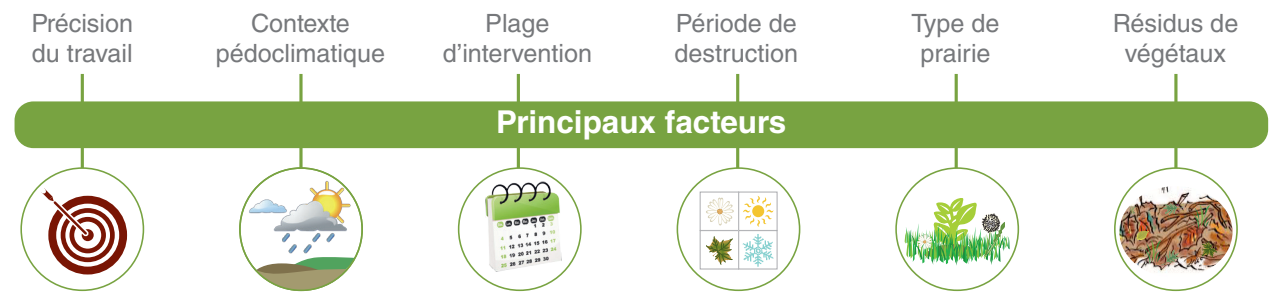 Précision
du travail
Contexte
pédoclimatique
Plage
d'intervention
Période de
destruction
Type de
prairie
Résidus de
végétaux
Principaux facteurs